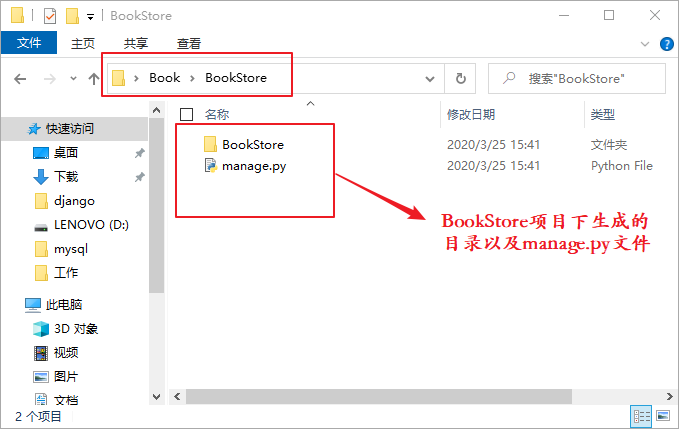 BookStore
文件 主页 共享 查看
Book BookStore
搜索"BookStore"
名称 修改日期 类型
快速访问
桌面
下载
django
LENOVO (D:)
mysql
工作
此电脑
3D 对象
视频
图片
文档
BookStore 2020/3/25 15:41 文件夹
manage.py 2020/3/25 15:41 Python File
BookStore项目下生成的
目录以及manage.py文件
2 个项目